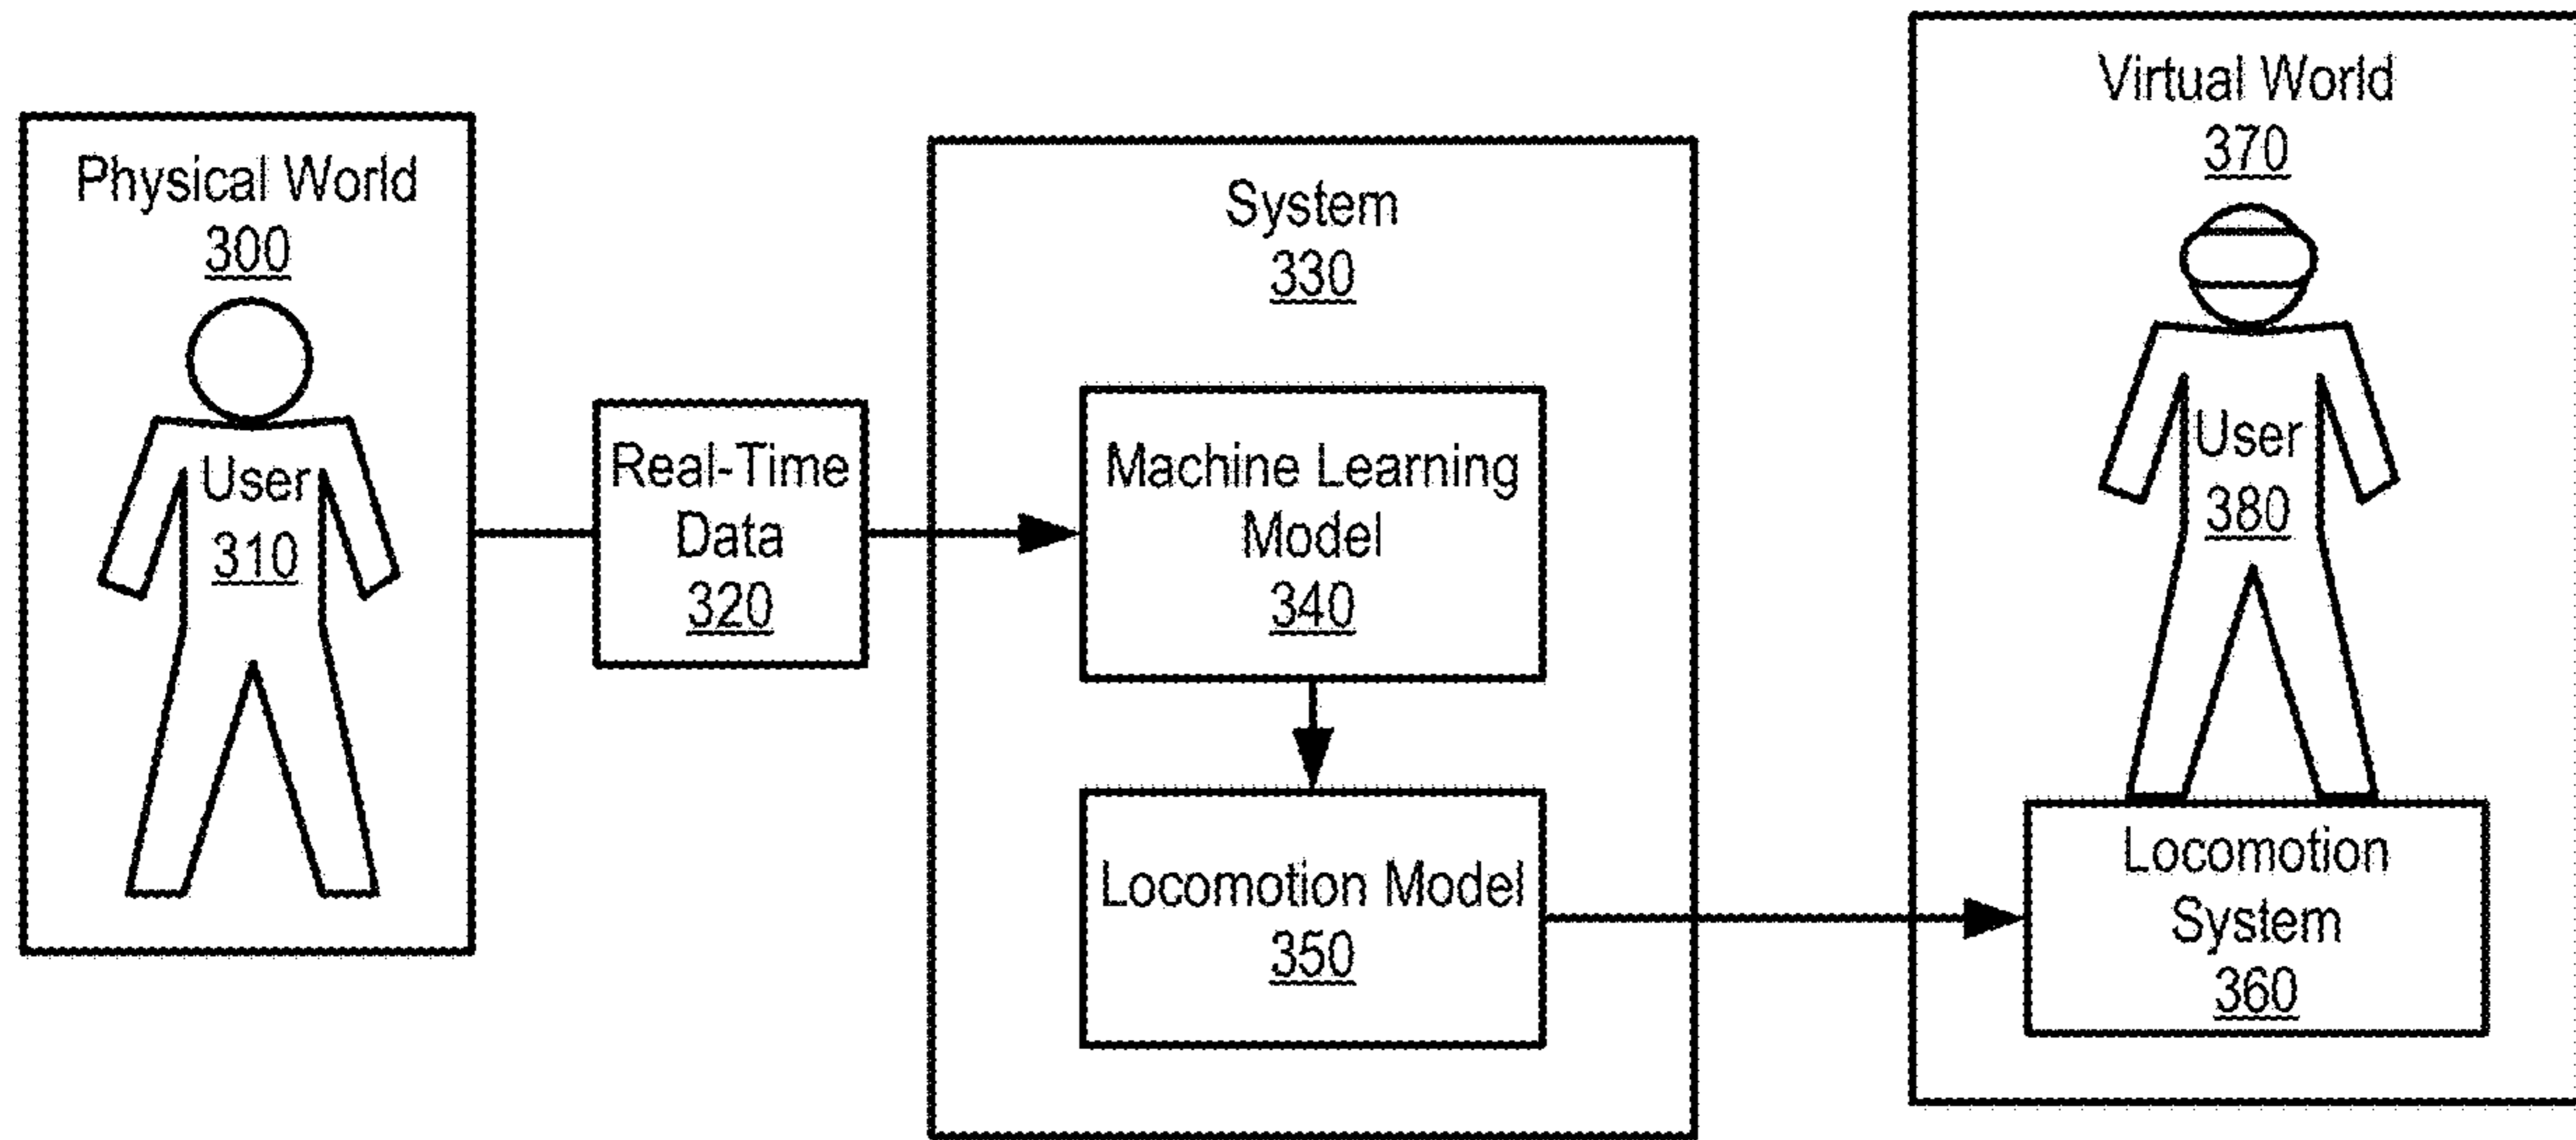 Physical World
300
User
310
Real-Time
Data
320
System
330
Machine Learning
Model
340
Locomotion Model
350
Virtual World
370
User
380
Locomotion
System
360